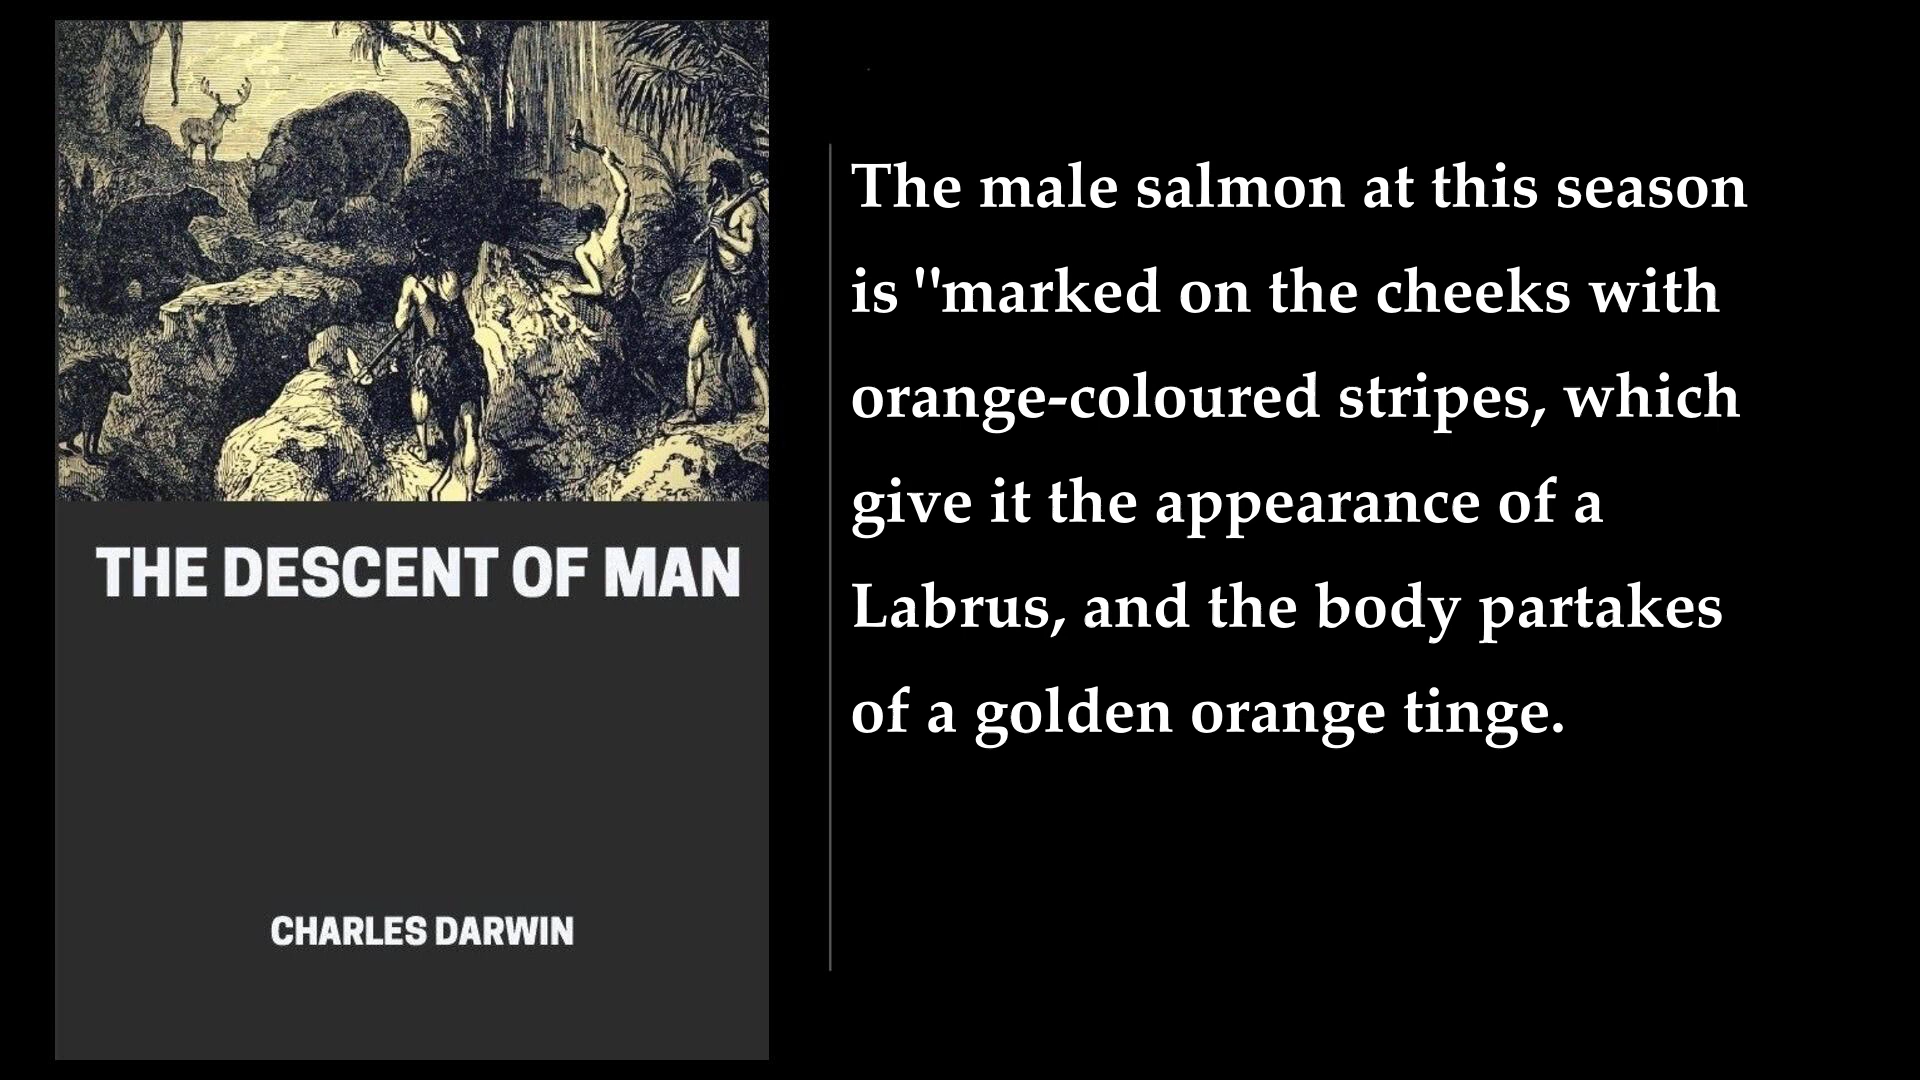 THE DESCENT OF MAN
CHARLES DARWIN
The male salmon at this season
is "marked on the cheeks with
orange-coloured stripes, which
give it the appearance of a
Labrus, and the body partakes
of a golden orange tinge.